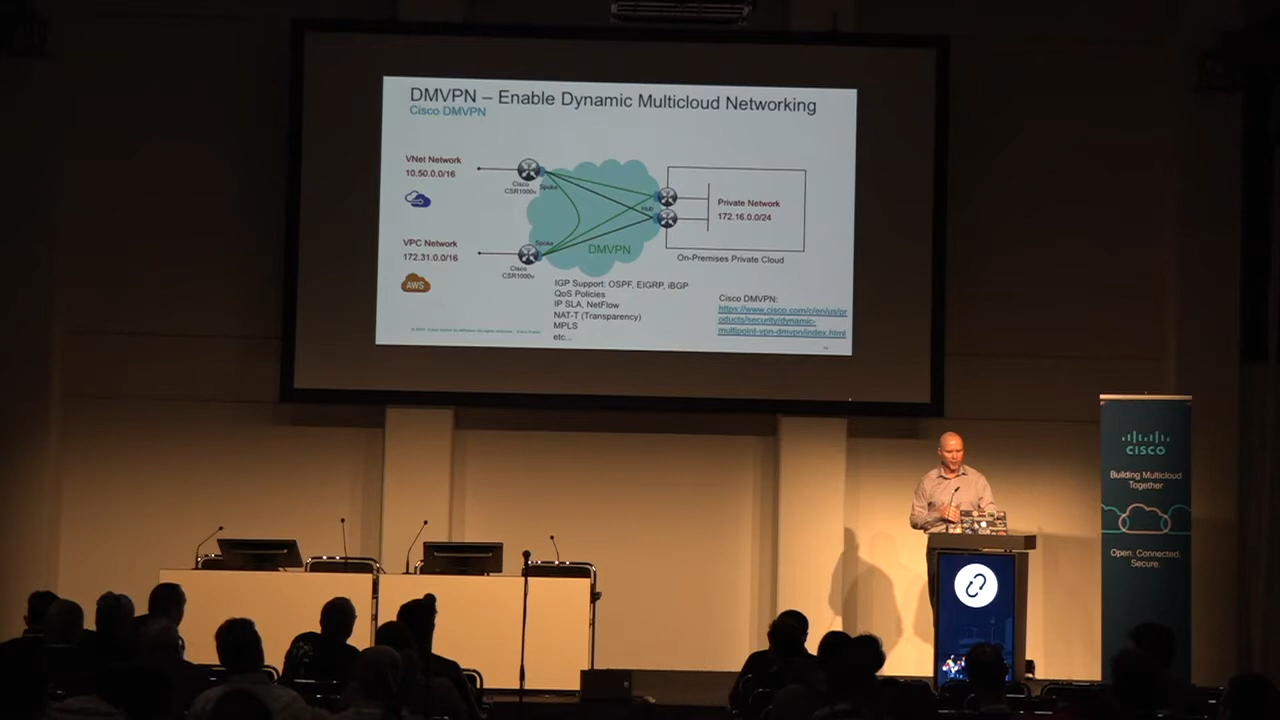 DMVPN – Enable Dynamic Multicloud Networking
Cisco DMVPN
VNet Network
10.50.0.0/16
Cisco
CSR1000v
Spoke
VPC Network
172.31.0.0/16
AWS
Spoke
Cisco
CSR1000v
DMVPN
Hub
Private Network
172.16.0.0/24
On-Premises Private Cloud
IGP Support: OSPF, EIGRP, iBGP
QoS Policies
IP SLA, NetFlow
NAT-T (Transparency)
MPLS
etc...
Cisco DMVPN:
https://www.cisco.com/c/en/us/pr
oducts/security/dynamic-
multipoint-vpn-dmvpn/index.html
CISCO
Building Multicloud
Together
Open. Connected.
Secure.